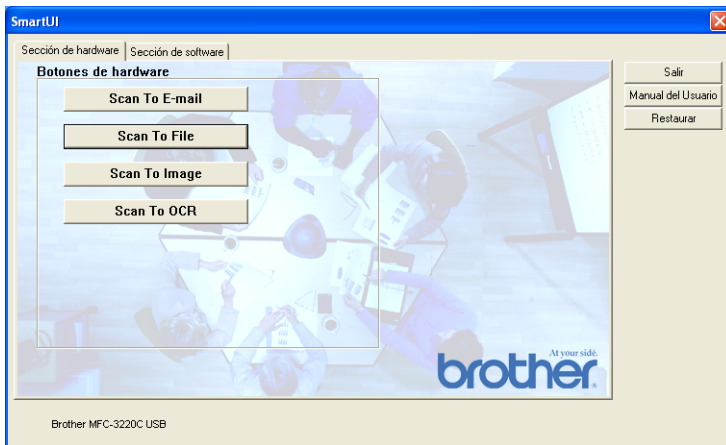 SmartUI
Sección de hardware
Sección de software
Botones de hardware
Scan To E-mail
Scan To File
Scan To Image
Scan To OCR
Salir
Manual del Usuario
Restaurar
At your side.
brother
Brother MFC-3220C USB